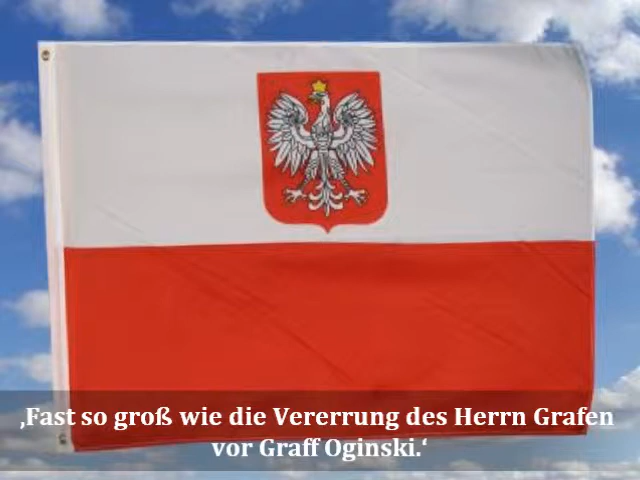 ‚Fast so groß wie die Vererrung des Herrn Grafen
vor Graff Oginski.‘